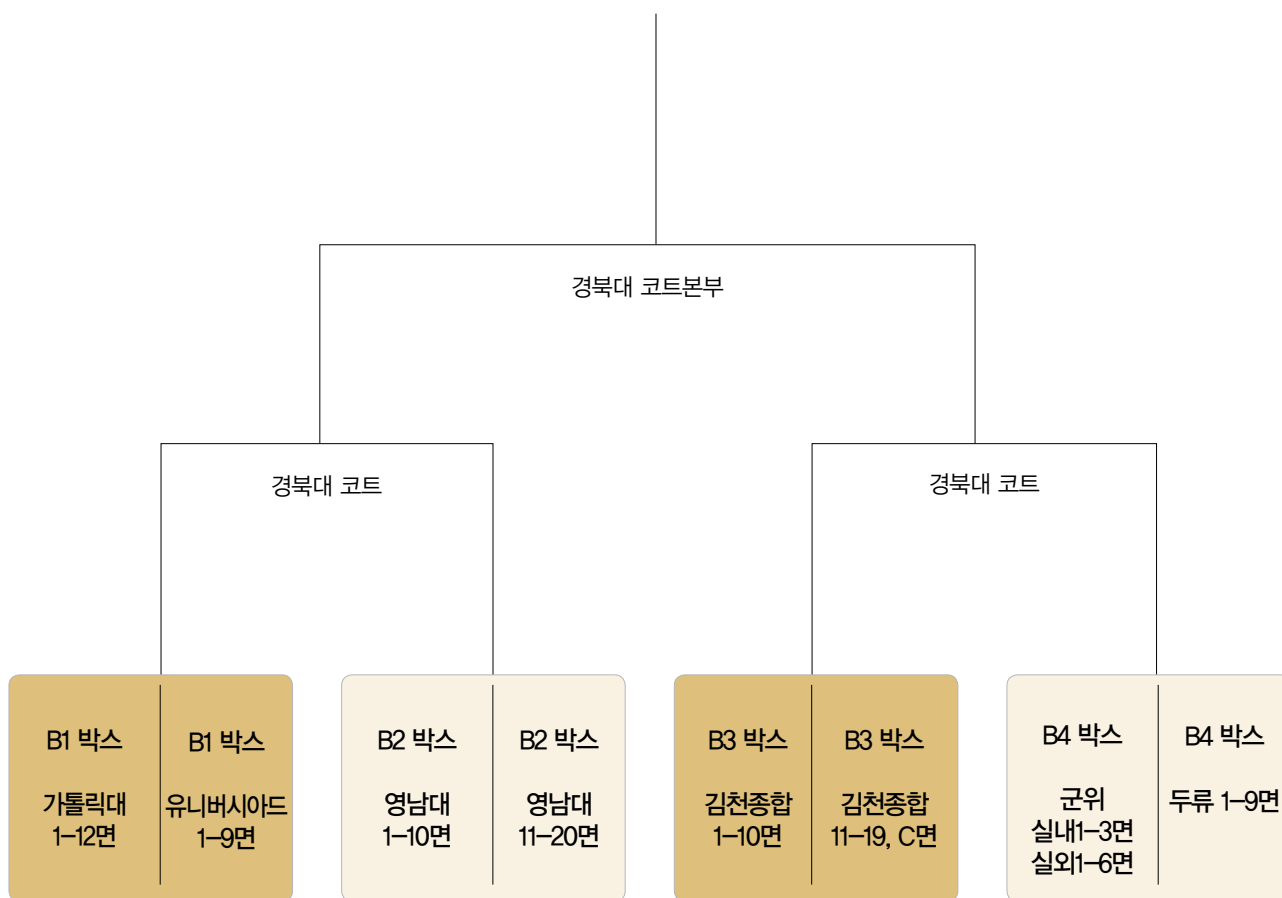 경북대 코트본부
경북대 코트
경북대 코트
B1 박스
가톨릭대
1-12면
B1 박스
유니버시아드
1-9면
B2 박스
영남대
1-10면
B2 박스
영남대
11-20면
B3 박스
김천종합
1-10면
B3 박스
김천종합
11-19, C면
B4 박스
군위
실내1-3면
실외1-6면
B4 박스
두류 1-9면